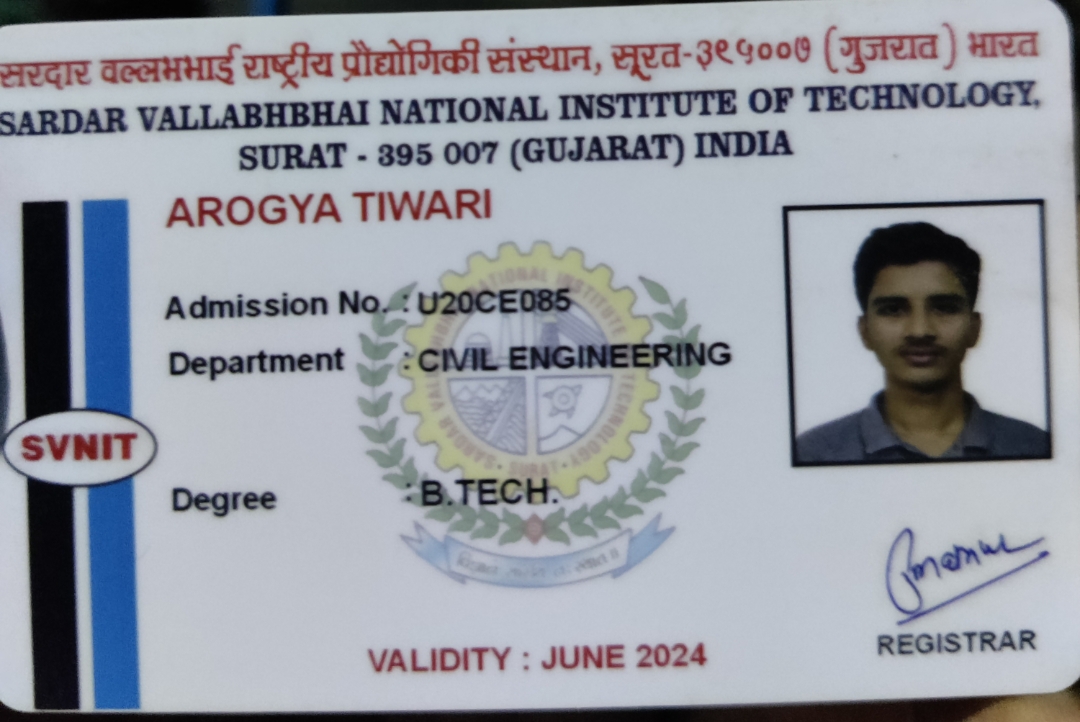 सरदार वल्लभभाई राष्ट्रीय प्रौद्योगिकी संस्थान, सूरत-३९५००७ (गुजरात) भारत
SARDAR VALLABHBHAI NATIONAL INSTITUTE OF TECHNOLOGY,
SURAT - 395 007 (GUJARAT) INDIA
AROGYA TIWARI
Admission No. : U20CE085
Department : CIVIL ENGINEERING
SVNIT
Degree : B.TECH.
REGISTRAR
VALIDITY : JUNE 2024